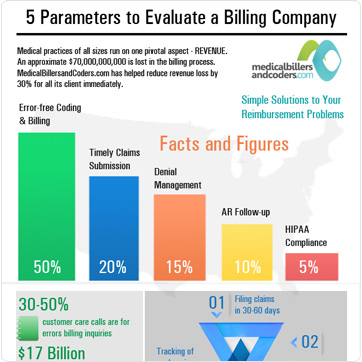 5 Parameters to Evaluate a Billing Company
Medical practices of all sizes run on one pivotal aspect - REVENUE.
An approximate $70,000,000,000 is lost in the billing process.
MedicalBillersandCoders.com has helped reduce revenue loss by
30% for all its client immediately.
medicalbillers
andcoders.com
Simple Solutions to Your
Reimbursement Problems
Error-free Coding
& Billing
Timely Claims
Submission
Facts and Figures
Denial
Management
AR Follow-up
HIPAA
Compliance
50%
20%
15%
10%
5%
30-50%
customer care calls are for
errors billing inquiries
$17 Billion
01
Filing claims
in 30-60 days
02
Tracking of